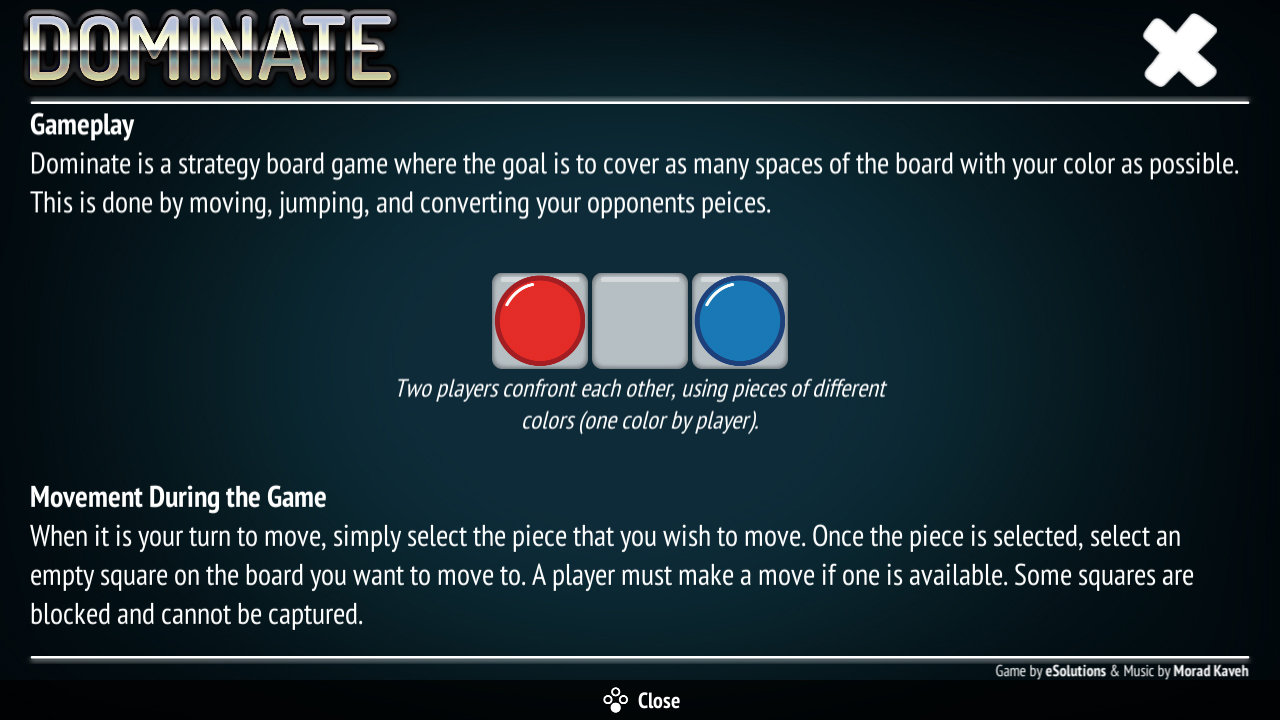 DOMINATE
Gameplay
Dominate is a strategy board game where the goal is to cover as many spaces of the board with your color as possible.
This is done by moving, jumping, and converting your opponents peices.
Two players confront each other, using pieces of different
colors (one color by player).
Movement During the Game
When it is your turn to move, simply select the piece that you wish to move. Once the piece is selected, select an
empty square on the board you want to move to. A player must make a move if one is available. Some squares are
blocked and cannot be captured.
Game by eSolutions & Music by Morad Kaveh
Close